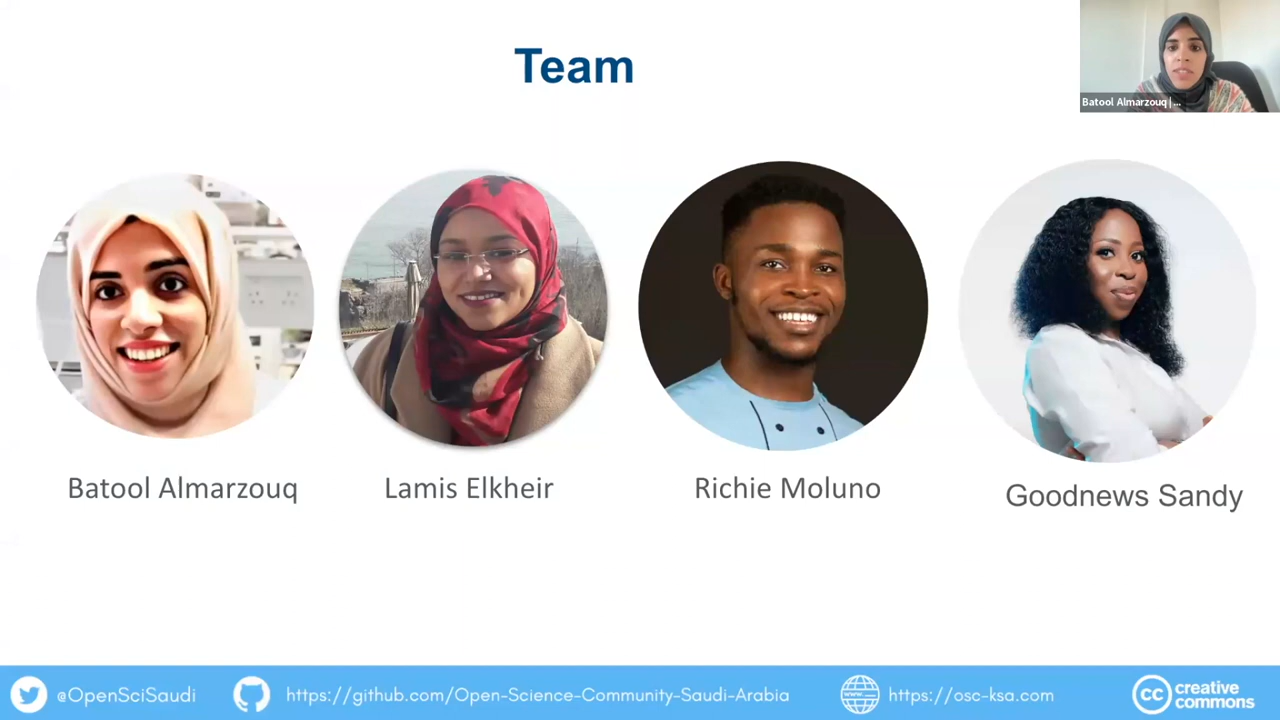 Team
Batool Almarzouq |...
Batool Almarzouq
Lamis Elkheir
Richie Moluno
Goodnews Sandy
@OpenSciSaudi
https://github.com/Open-Science-Community-Saudi-Arabia
https://osc-ksa.com
cc creative
commons